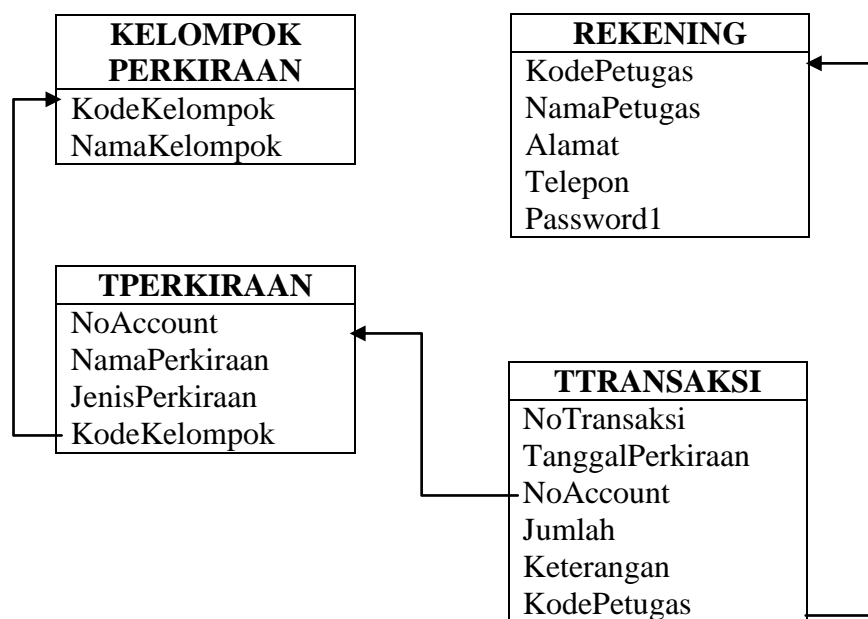 KELOMPOK
PERKIRAAN
KodeKelompok
NamaKelompok
REKENING
KodePetugas
NamaPetugas
Alamat
Telepon
Password1
TPERKIRAAN
NoAccount
NamaPerkiraan
JenisPerkiraan
KodeKelompok
TTRANSAKSI
NoTransaksi
TanggalPerkiraan
NoAccount
Jumlah
Keterangan
KodePetugas